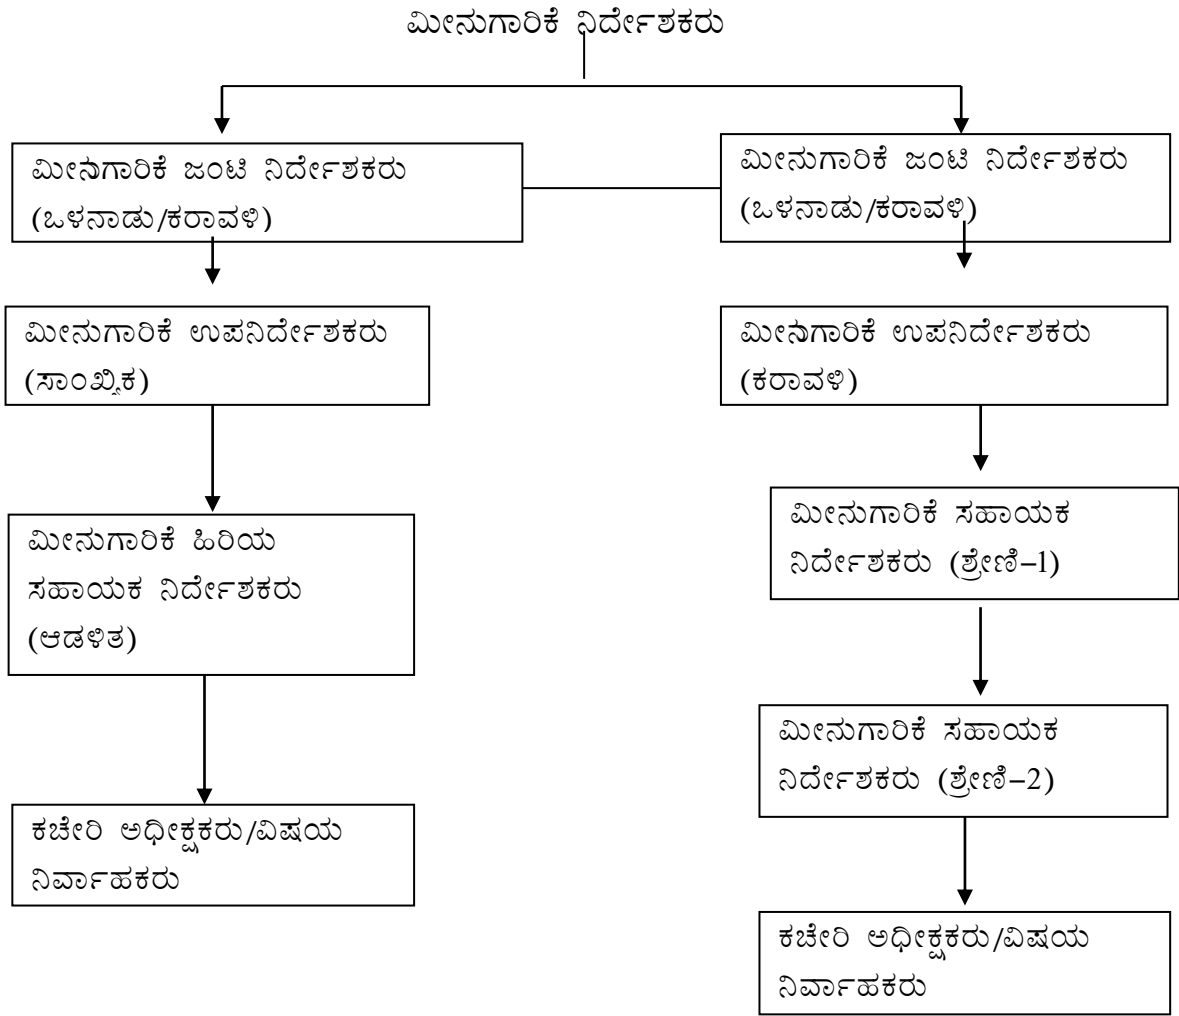 ಮೀನುಗಾರಿಕೆ ನಿರ್ದೇಶಕರು
ಮೀನುಗಾರಿಕೆ ಜಂಟಿ ನಿರ್ದೇಶಕರು
(ಒಳನಾಡು/ಕರಾವಳಿ)
ಮೀನುಗಾರಿಕೆ ಜಂಟಿ ನಿರ್ದೇಶಕರು
(ಒಳನಾಡು/ಕರಾವಳಿ)
ಮೀನುಗಾರಿಕೆ ಉಪನಿರ್ದೇಶಕರು
(ಸಾಂಖ್ಯಿಕ)
ಮೀನುಗಾರಿಕೆ ಉಪನಿರ್ದೇಶಕರು
(ಕರಾವಳಿ)
ಮೀನುಗಾರಿಕೆ ಹಿರಿಯ
ಸಹಾಯಕ ನಿರ್ದೇಶಕರು
(ಆಡಳಿತ)
ಮೀನುಗಾರಿಕೆ ಸಹಾಯಕ
ನಿರ್ದೇಶಕರು (ಶ್ರೇಣಿ–1)
ಮೀನುಗಾರಿಕೆ ಸಹಾಯಕ
ನಿರ್ದೇಶಕರು (ಶ್ರೇಣಿ–2)
ಕಚೇರಿ ಅಧೀಕ್ಷಕರು/ವಿಷಯ
ನಿರ್ವಾಹಕರು
ಕಚೇರಿ ಅಧೀಕ್ಷಕರು/ವಿಷಯ
ನಿರ್ವಾಹಕರು